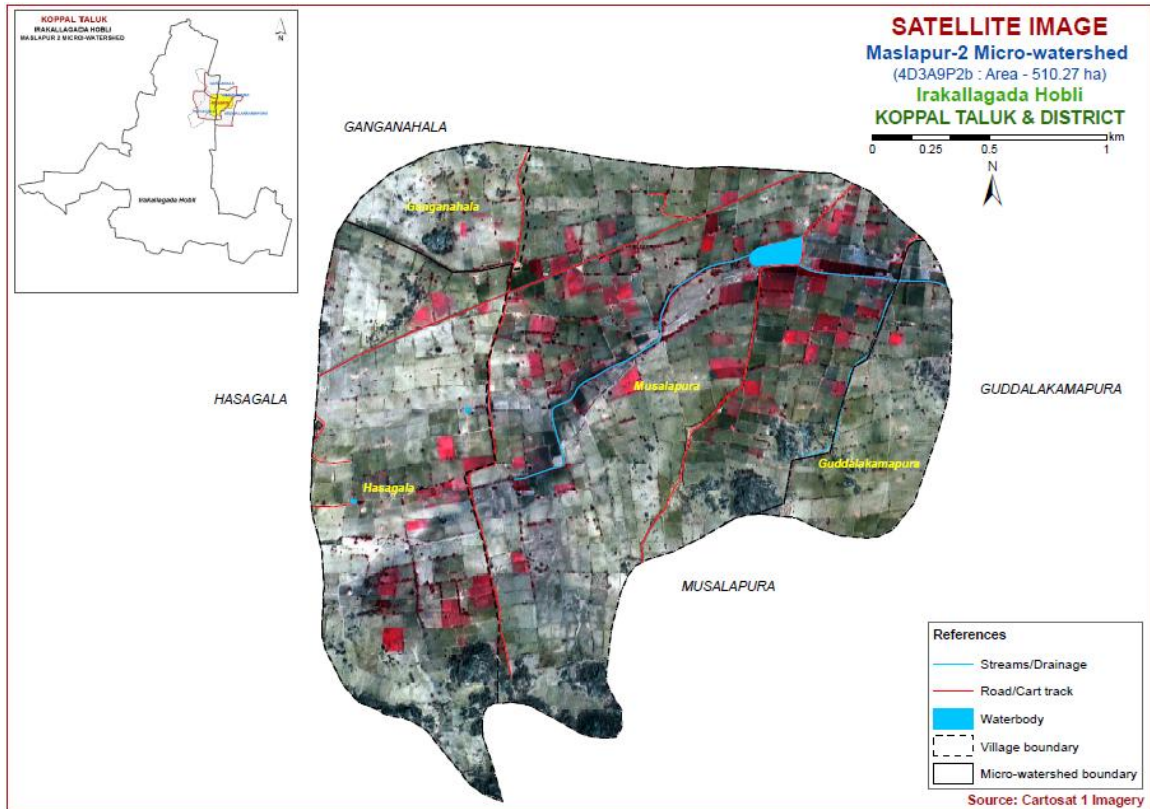 KOPPAL TALUK
IRAKALLAGADA HOBLI
MASLAPUR 2 MICROI-WATERSHED
N
Irakallagada Hobli
SATELLITE IMAGE
Maslapur-2 Micro-watershed
(4D3A9P2b : Area - 510.27 ha)
Irakallagada Hobli
KOPPAL TALUK & DISTRICT
km
0 0.25 0.5 1
N
GANGANAHALA
Ganganahala
HASAGALA
Musalapura
GUDDALAKAMAPURA
Guddalakamapura
Hasagala
MUSALAPURA
References
Streams/Drainage
Road/Cart track
Waterbody
Village boundary
Micro-watershed boundary
Source: Cartosat 1 Imagery